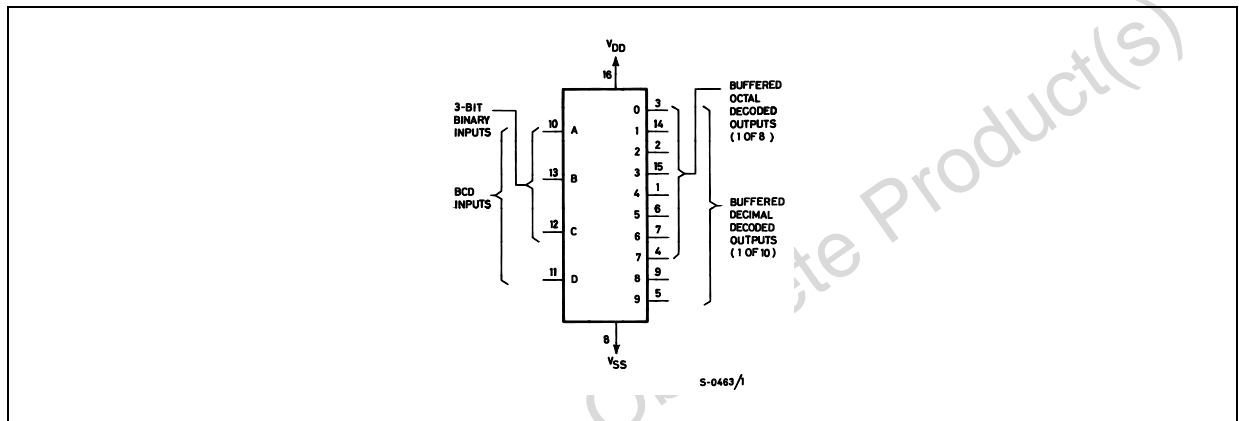 VDD
16
3-BIT
BINARY
INPUTS
BCD
INPUTS
10 A
13 B
12 C
11 D
0 3
1 14
2 2
3 15
4 1
5 6
6 7
7 4
8 9
9 5
BUFFERED
OCTAL
DECODED
OUTPUTS
( 1 OF 8 )
BUFFERED
DECIMAL
DECODED
OUTPUTS
( 1 OF 10 )
8
VSS
S-0463/1
Product(s)